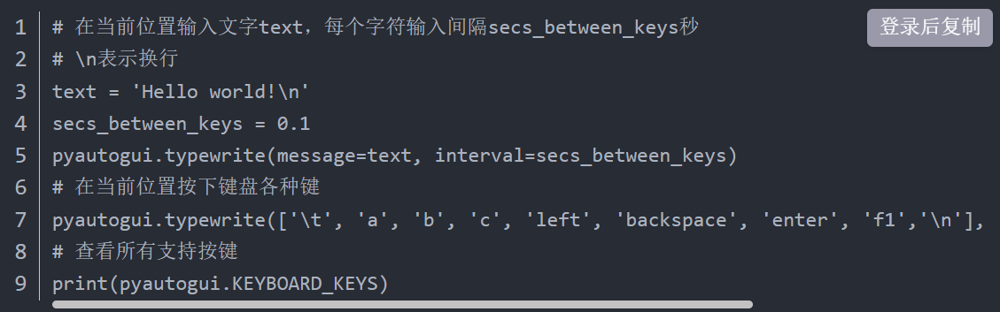 登录后复制
1 # 在当前位置输入文字text，每个字符输入间隔secs_between_keys秒
2 # \n表示换行
3 text = 'Hello world!\n'
4 secs_between_keys = 0.1
5 pyautogui.typewrite(message=text, interval=secs_between_keys)
6 # 在当前位置按下键盘各种键
7 pyautogui.typewrite(['\t', 'a', 'b', 'c', 'left', 'backspace', 'enter', 'f1','\n'],
8 # 查看所有支持按键
9 print(pyautogui.KEYBOARD_KEYS)